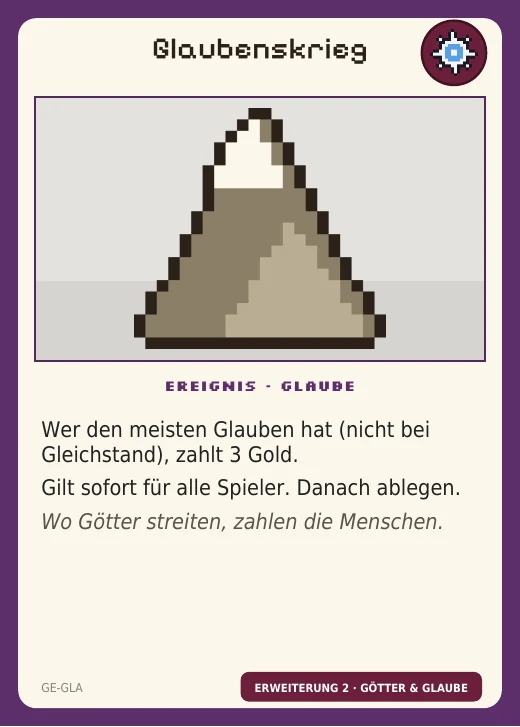 Glaubenskrieg
EREIGNIS · GLAUBE
Wer den meisten Glauben hat (nicht bei
Gleichstand), zahlt 3 Gold.
Gilt sofort für alle Spieler. Danach ablegen.
Wo Götter streiten, zahlen die Menschen.
GE-GLA
ERWEITERUNG 2 · GÖTTER & GLAUBE